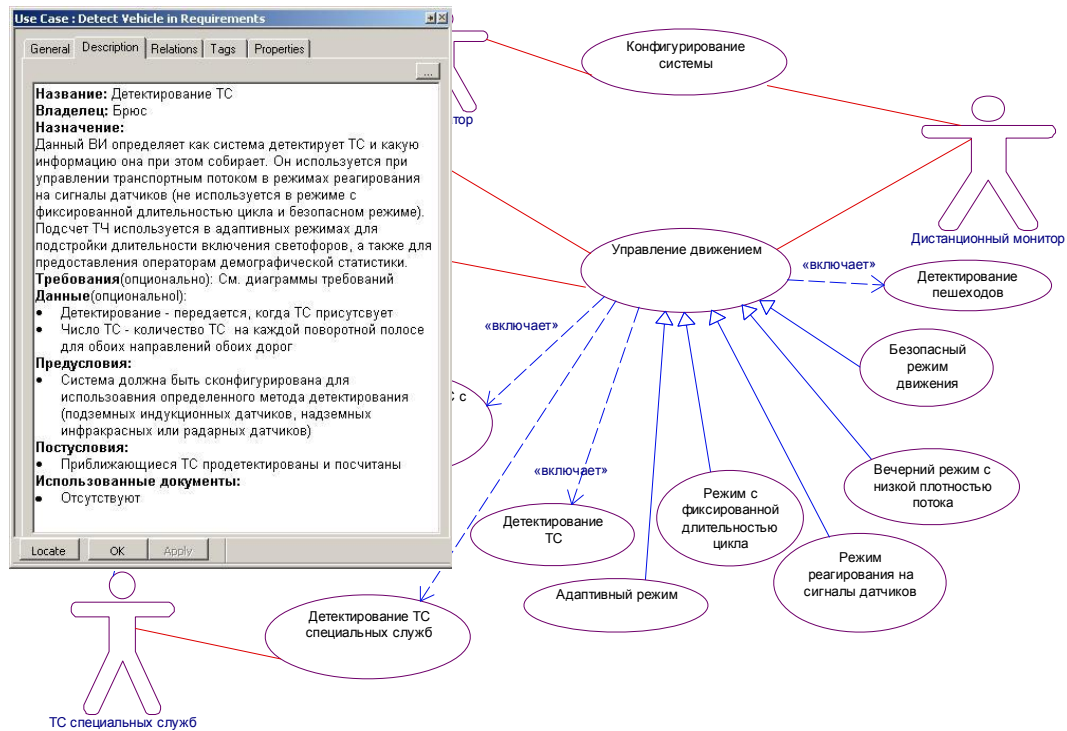 Use Case : Detect Vehicle in Requirements
General Description Relations Tags Properties
...
Название: Детектирование ТС
Владелец: Брюс
Назначение:
Данный ВИ определяет как система детектирует ТС и какую
информацию она при этом собирает. Он используется при
управлении транспортным потоком в режимах реагирования
на сигналы датчиков (не используется в режиме с
фиксированной длительностью цикла и безопасном режиме).
Подсчет ТЧ используется в адаптивных режимах для
подстройки длительности включения светофоров, а также для
предоставления операторам демографической статистики.
Требования(опционально): См. диаграммы требований
Данные(опциональноl):
• Детектирование - передается, когда ТС присутсвует
• Число ТС - количество ТС на каждой поворотной полосе
для обоих направлений обоих дорог
Предусловия:
• Система должна быть сконфигурирована для
использоавния определенного метода детектирования
(подземных индукционных датчиков, надземных
инфракрасных или радарных датчиков)
Постусловия:
• Приближающиеся ТС продетектированы и посчитаны
Использованные документы:
• Отсутствуют
Locate OK Apply
тор
Конфигурирование
системы
Дистанционный монитор
Управление движением
«включает»
Детектирование
пешеходов
«включает»
Безопасный
режим
движения
С с
«включает»
Вечерний режим с
низкой плотностью
потока
Режим с
фиксированной
длительностью
цикла
Детектирование
ТС
Режим
реагирования на
сигналы датчиков
Адаптивный режим
Детектирование ТС
специальных служб
ТС специальных служб